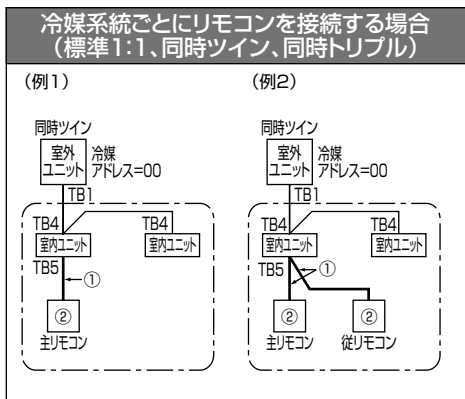 冷媒系統ごとにリモコンを接続する場合
(標準1:1、同時ツイン、同時トリプル)
(例1)
同時ツイン
室外
ユニット
冷媒
アドレス=00
TB1
TB4
TB4
室内ユニット
室内ユニット
TB5
①
②
主リモコン
(例2)
同時ツイン
室外
ユニット
冷媒
アドレス=00
TB1
TB4
TB4
室内ユニット
室内ユニット
TB5
①
②
②
主リモコン
従リモコン